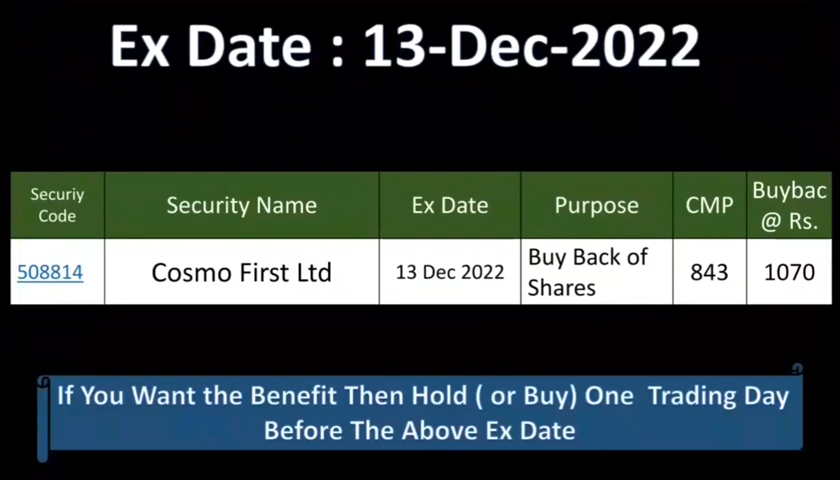 Ex Date : 13-Dec-2022
Securiy Code
Security Name
Ex Date
Purpose
CMP
Buybac @ Rs.
508814
Cosmo First Ltd
13 Dec 2022
Buy Back of Shares
843
1070
If You Want the Benefit Then Hold ( or Buy) One Trading Day
Before The Above Ex Date